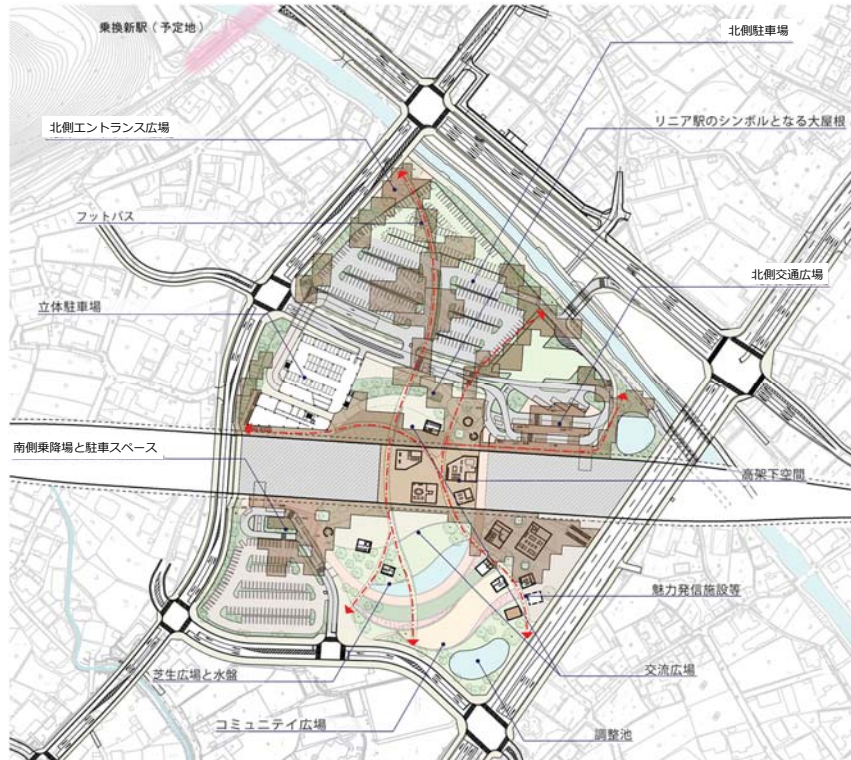 乗換新駅(予定地)
北側駐車場
北側エントランス広場
リニア駅のシンボルとなる大屋根
フットパス
北側交通広場
立体駐車場
南側乗降場と駐車スペース
高架下空間
魅力発信施設等
芝生広場と水盤
交流広場
コミュニテイ広場
調整池